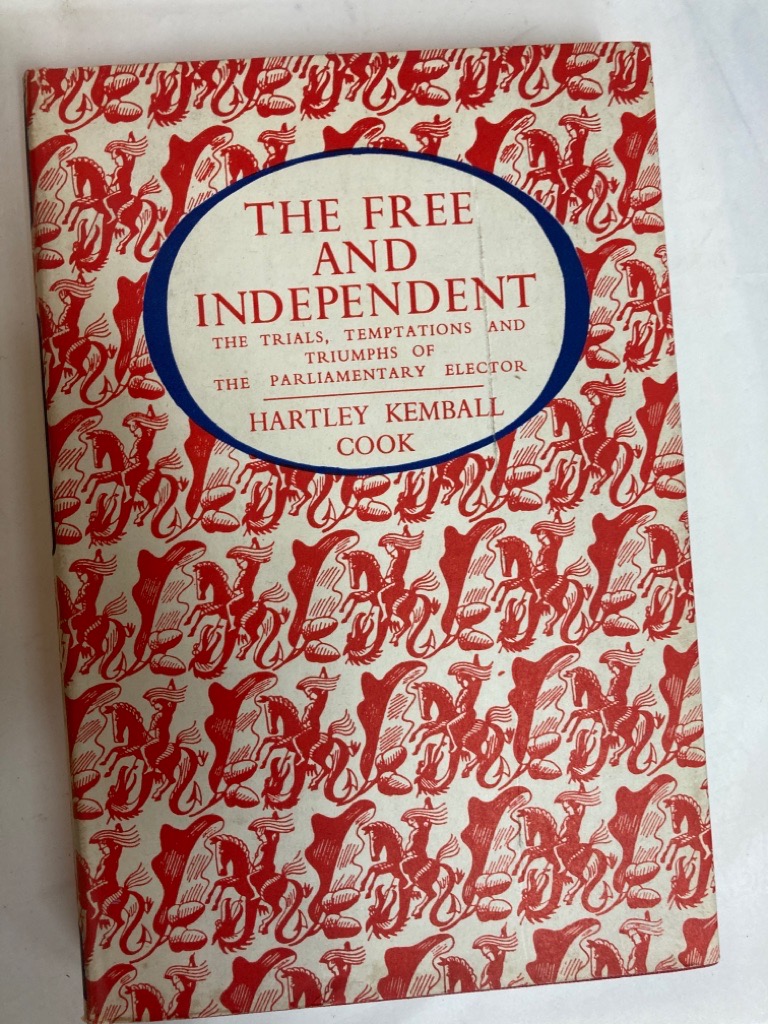 THE FREE
AND
INDEPENDENT
THE TRIALS, TEMPTATIONS AND
TRIUMPHS OF
THE PARLIAMENTARY ELECTOR
HARTLEY KEMBALL
COOK